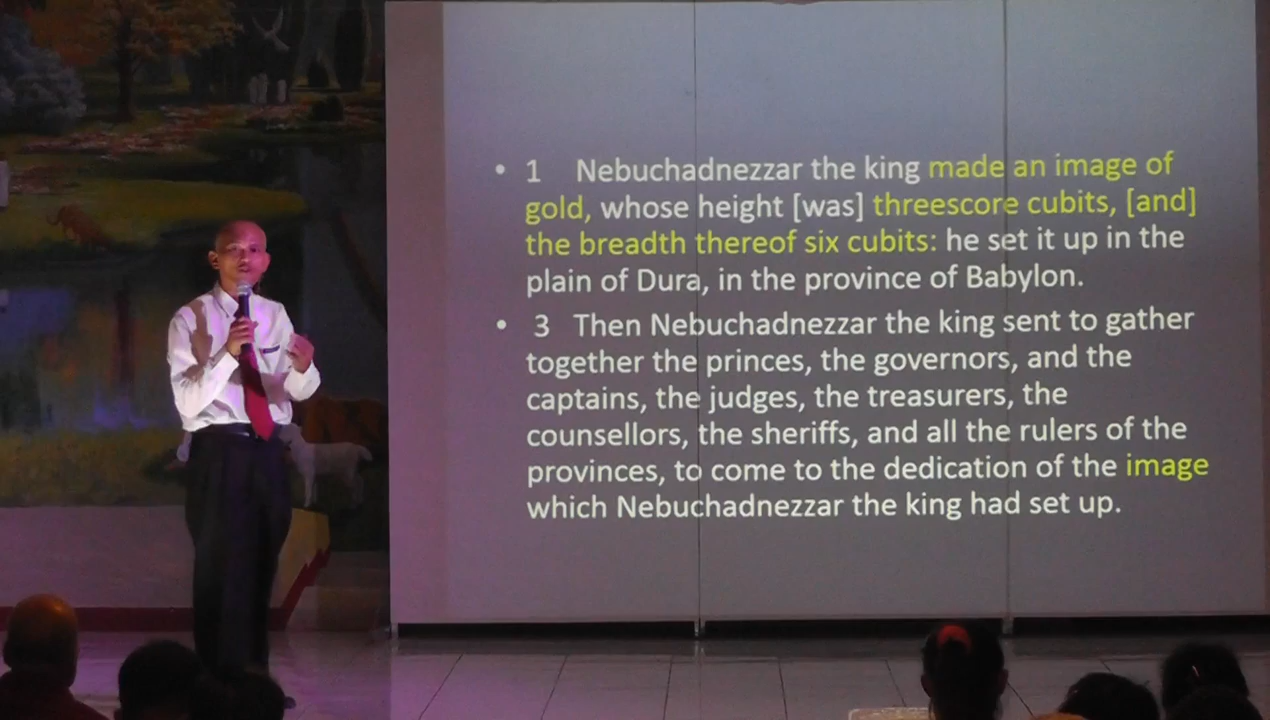 • 1 Nebuchadnezzar the king made an image of
gold, whose height [was] threescore cubits, [and]
the breadth thereof six cubits: he set it up in the
plain of Dura, in the province of Babylon.
• 3 Then Nebuchadnezzar the king sent to gather
together the princes, the governors, and the
captains, the judges, the treasurers, the
counsellors, the sheriffs, and all the rulers of the
provinces, to come to the dedication of the image
which Nebuchadnezzar the king had set up.